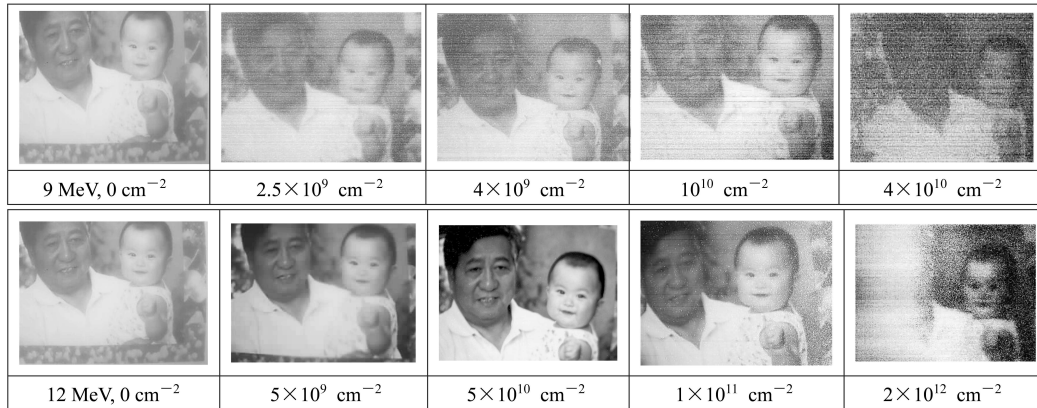 9 MeV, 0 cm⁻² 2.5×10⁹ cm⁻² 4×10⁹ cm⁻² 10¹⁰ cm⁻² 4×10¹⁰ cm⁻²
12 MeV, 0 cm⁻² 5×10⁹ cm⁻² 5×10¹⁰ cm⁻² 1×10¹¹ cm⁻² 2×10¹² cm⁻²